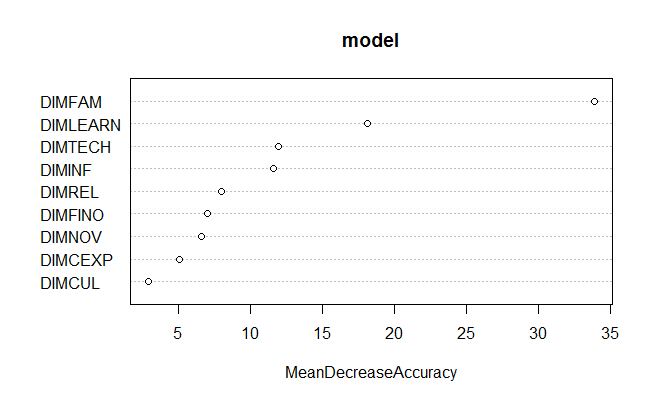 model
DIMFAM
DIMLEARN
DIMTECH
DIMINF
DIMREL
DIMFINO
DIMNOV
DIMCEXP
DIMCUL
5 10 15 20 25 30 35
MeanDecreaseAccuracy